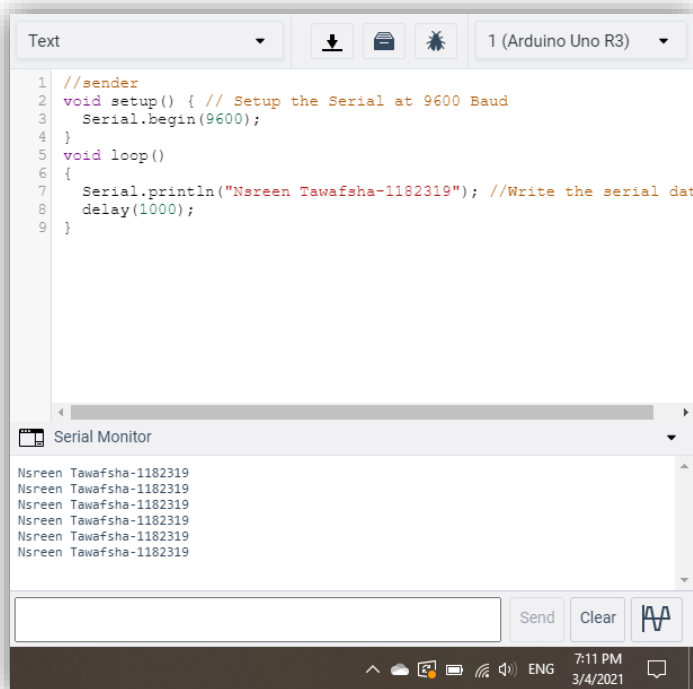 Text
1 (Arduino Uno R3)
1 //sender
2 void setup() { // Setup the Serial at 9600 Baud
3 Serial.begin(9600);
4 }
5 void loop()
6 {
7 Serial.println("Nsreen Tawafsha-1182319"); //Write the serial dat
8 delay(1000);
9 }
Serial Monitor
Nsreen Tawafsha-1182319
Nsreen Tawafsha-1182319
Nsreen Tawafsha-1182319
Nsreen Tawafsha-1182319
Nsreen Tawafsha-1182319
Nsreen Tawafsha-1182319
Send Clear
ENG
7:11 PM
3/4/2021